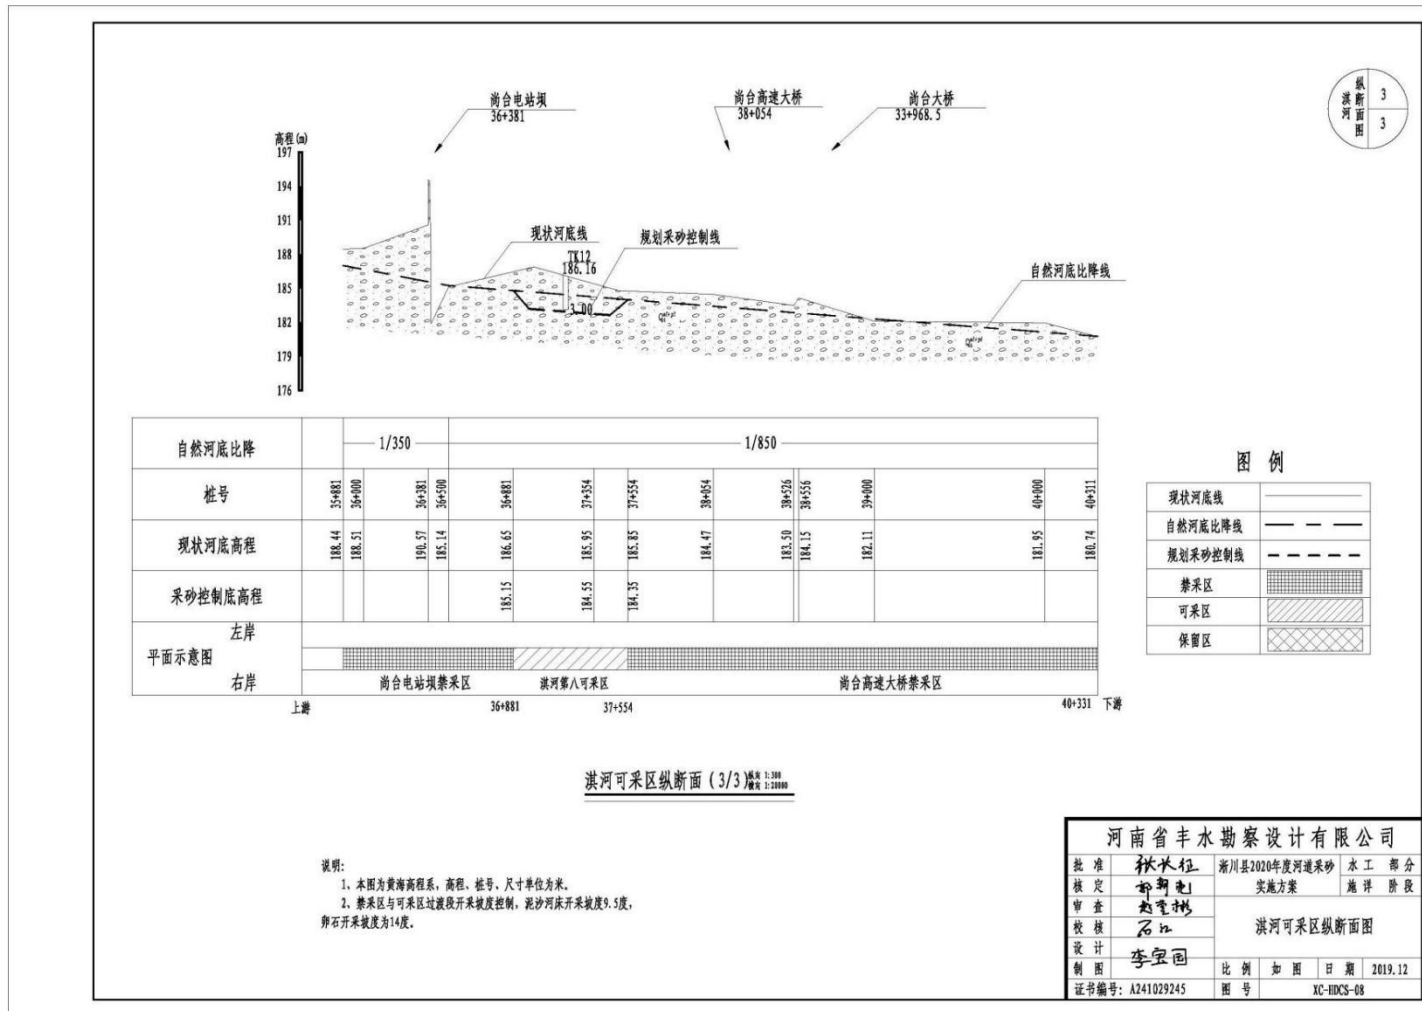 纵断面图
淇河
3
3
尚台电站坝
36+381
尚台高速大桥
38+054
尚台大桥
33+968.5
高程(m)
197
194
191
188
185
182
179
176
现状河底线
TK12
186.16
3.00
规划采砂控制线
自然河底比降线
自然河底比降
1/350
1/850
桩号
35+881
36+000
36+381
36+500
36+881
37+354
37+554
38+054
38+526
38+556
39+000
40+000
40+311
现状河底高程
188.44
188.51
190.57
185.14
186.65
185.95
185.85
184.47
183.50
184.15
182.11
181.95
180.74
采砂控制底高程
185.15
184.55
184.35
左岸
平面示意图
右岸
尚台电站坝禁采区
淇河第八可采区
尚台高速大桥禁采区
上游
36+881
37+554
40+331
下游
图 例
现状河底线
自然河底比降线
规划采砂控制线
禁采区
可采区
保留区
淇河可采区纵断面(3/3)
纵向 1:300
横向 1:20000
说明:
1、本图为黄海高程系,高程、桩号、尺寸单位为米。
2、禁采区与可采区过渡段开采坡度控制,泥沙河床开采坡度9.5度,
卵石开采坡度为14度。
河南省丰水勘察设计有限公司
批 准
核 定
审 查
校 核
石江
设 计
制 图
李宝国
淅川县2020年度河道采砂
实施方案
水工 部分
施详 阶段
淇河可采区纵断面图
比 例 如 图 日 期 2019.12
证书编号: A241029245
图 号 XC-HDCS-08